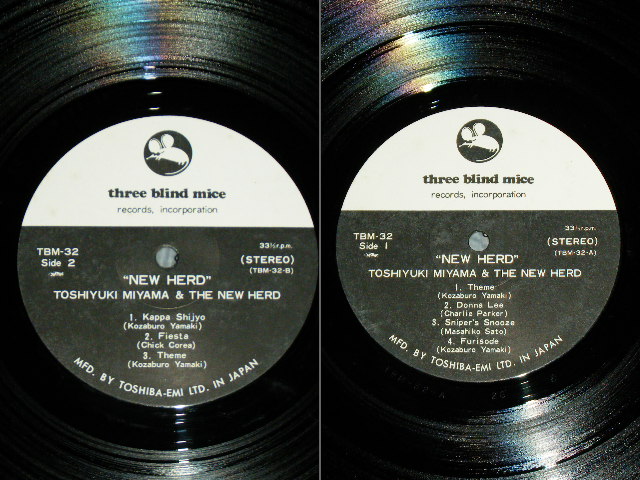 three blind mice
records, incorporation
33⅓r.p.m.
TBM-32
(STEREO)
Side 2
(TBM-32-B)
"NEW HERD"
TOSHIYUKI MIYAMA & THE NEW HERD
1. Kappa Shijyo
(Kozaburo Yamaki)
2. Fiesta
(Chick Corea)
3. Theme
(Kozaburo Yamaki)
MFD. BY TOSHIBA-EMI LTD. IN JAPAN
three blind mice
records, incorporation
33⅓r.p.m.
TBM-32
(STEREO)
Side 1
(TBM-32-A)
"NEW HERD"
TOSHIYUKI MIYAMA & THE NEW HERD
1. Theme
(Kozaburo Yamaki)
2. Donna Lee
(Charlie Parker)
3. Sniper's Snooze
(Masahiko Sato)
4. Furisode
(Kozaburo Yamaki)
MFD. BY TOSHIBA-EMI LTD. IN JAPAN